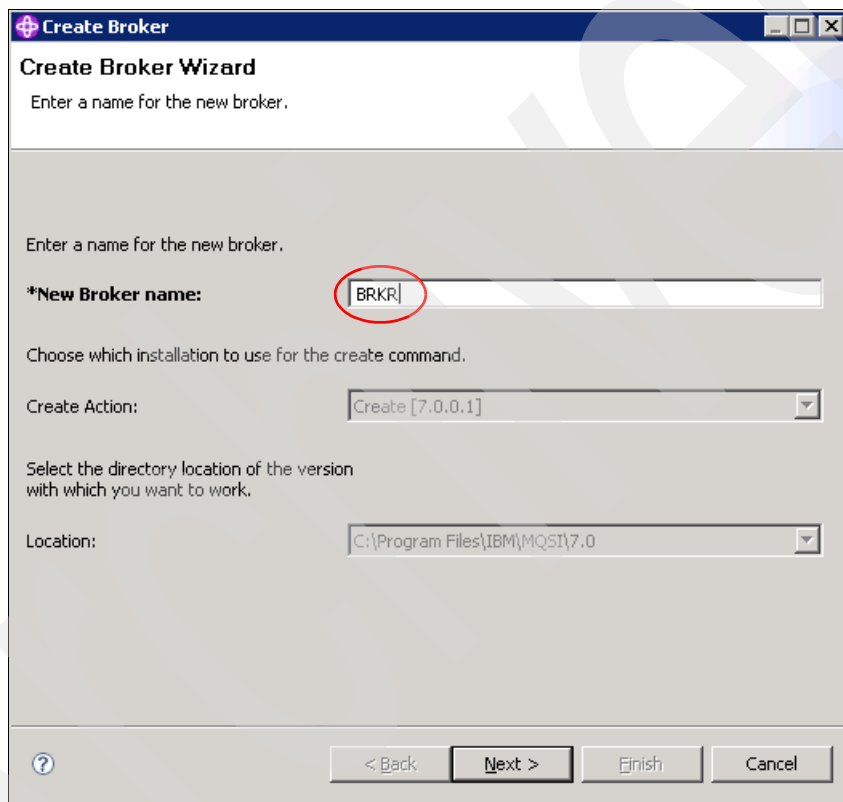 Create Broker
Create Broker Wizard
Enter a name for the new broker.
Enter a name for the new broker.
*New Broker name:
BRKR
Choose which installation to use for the create command.
Create Action:
Create [7.0.0.1]
Select the directory location of the version
with which you want to work.
Location:
C:\Program Files\IBM\MQSI\7.0
?
< Back
Next >
Finish
Cancel